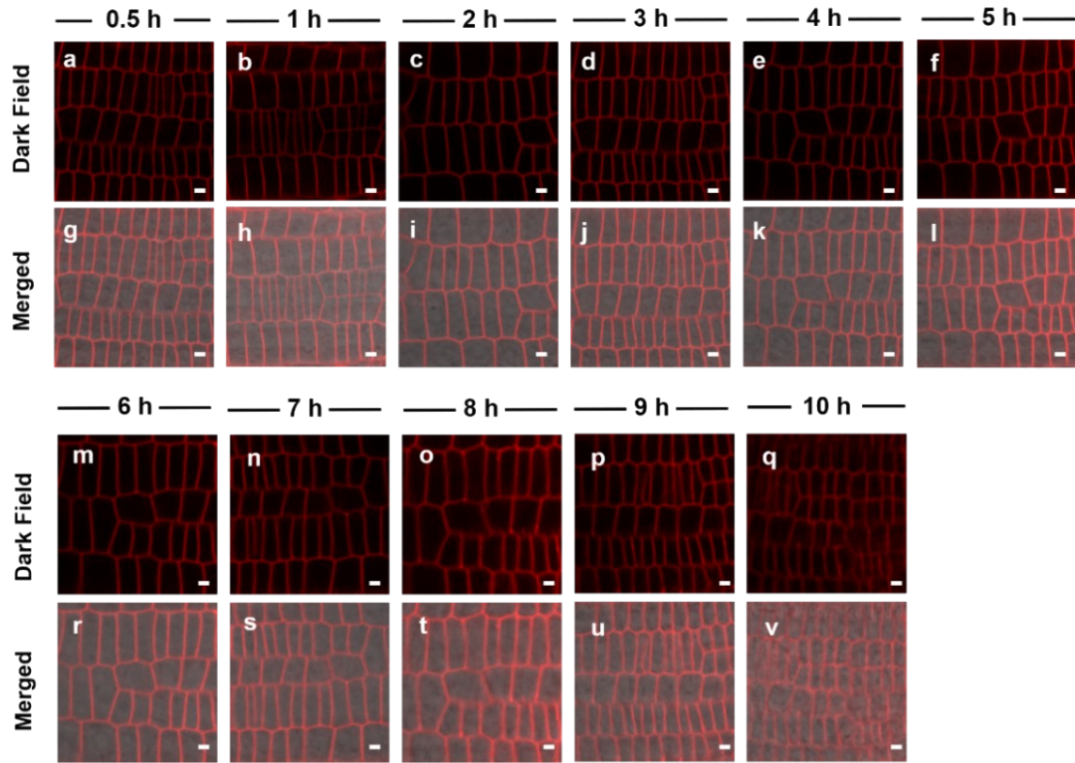 0.5 h 1 h 2 h 3 h 4 h 5 h
Dark Field a b c d e f
Merged g h i j k l
6 h 7 h 8 h 9 h 10 h
Dark Field m n o p q
Merged r s t u v